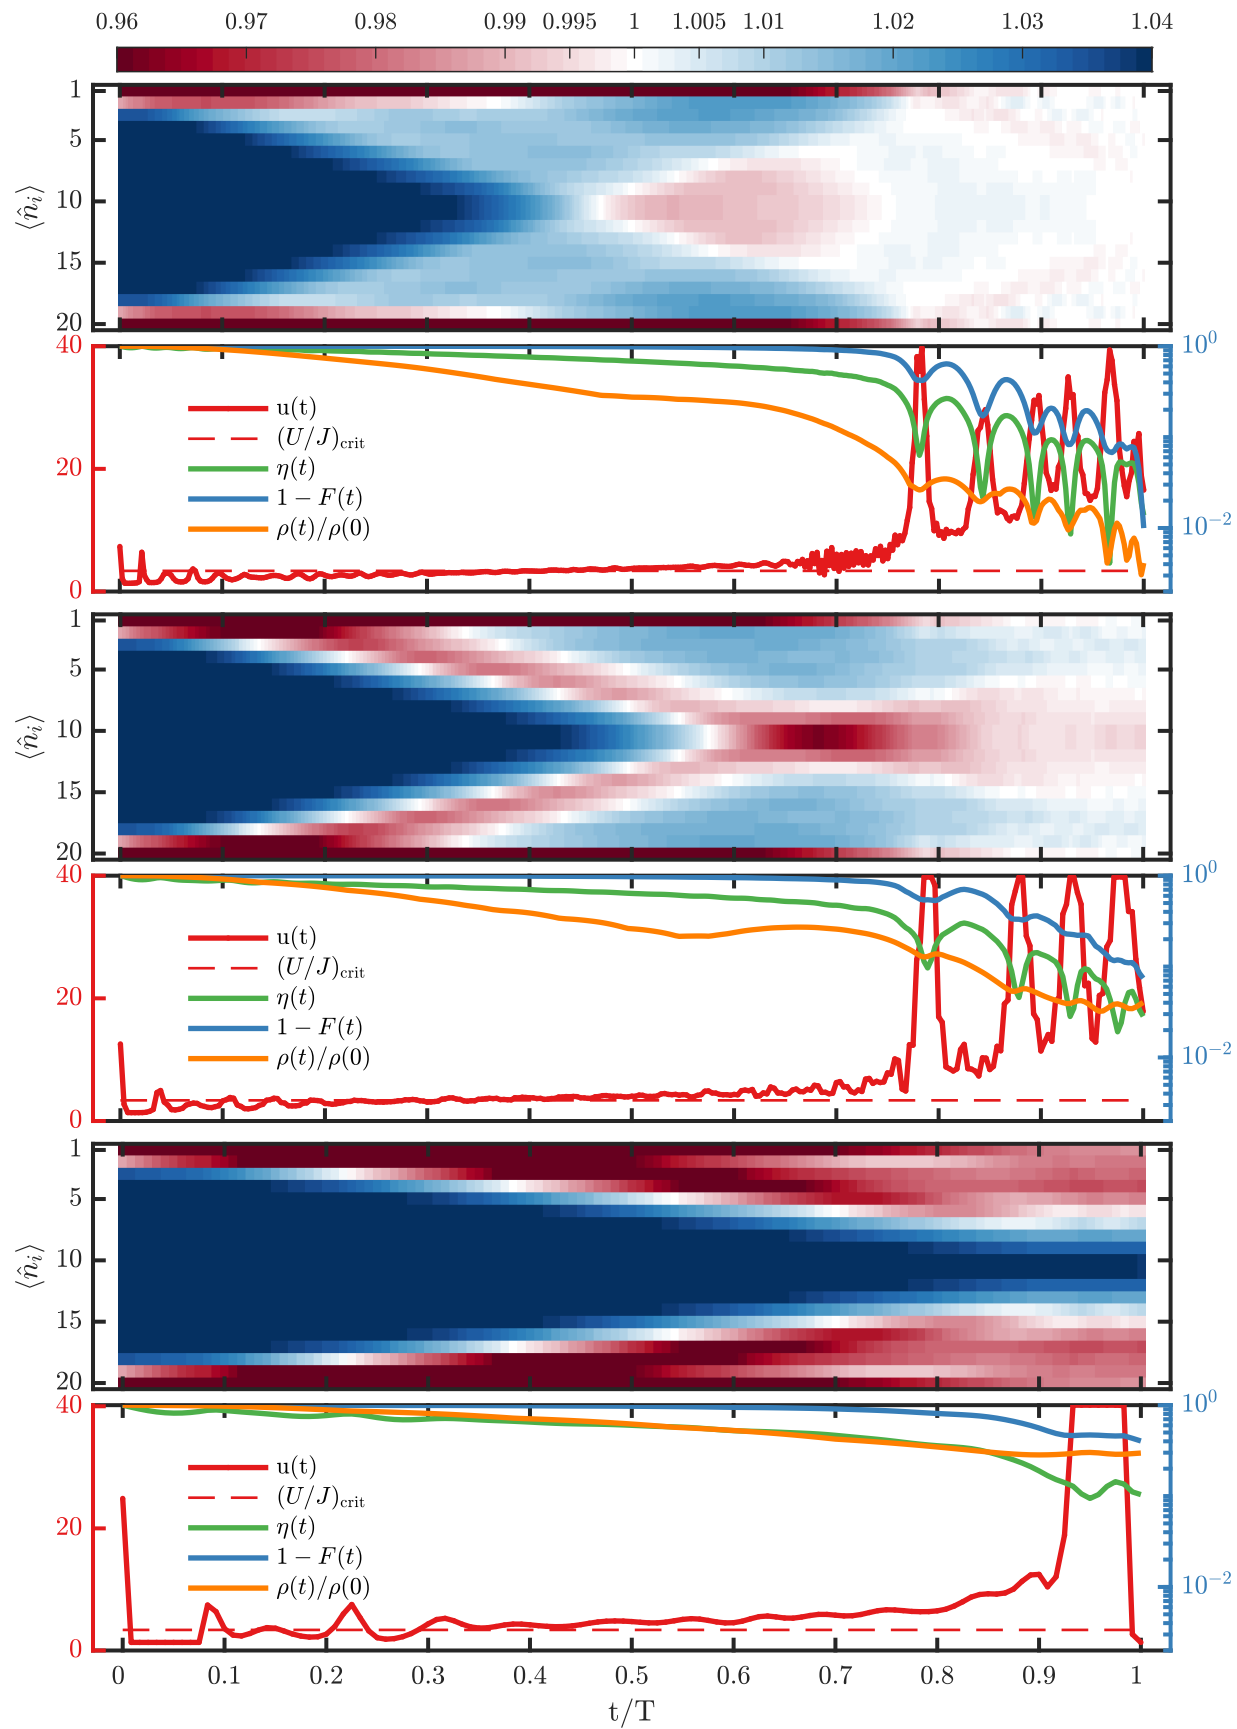 0.96 0.97 0.98 0.99 0.995 1 1.005 1.01 1.02 1.03 1.04
1
5
10
15
20
⟨n̂ᵢ⟩
40
20
0
10⁰
10⁻²
u(t)
(U/J)crit
η(t)
1 − F(t)
ρ(t)/ρ(0)
1
5
10
15
20
⟨n̂ᵢ⟩
40
20
0
10⁰
10⁻²
u(t)
(U/J)crit
η(t)
1 − F(t)
ρ(t)/ρ(0)
1
5
10
15
20
⟨n̂ᵢ⟩
40
20
0
10⁰
10⁻²
u(t)
(U/J)crit
η(t)
1 − F(t)
ρ(t)/ρ(0)
0 0.1 0.2 0.3 0.4 0.5 0.6 0.7 0.8 0.9 1
t/T